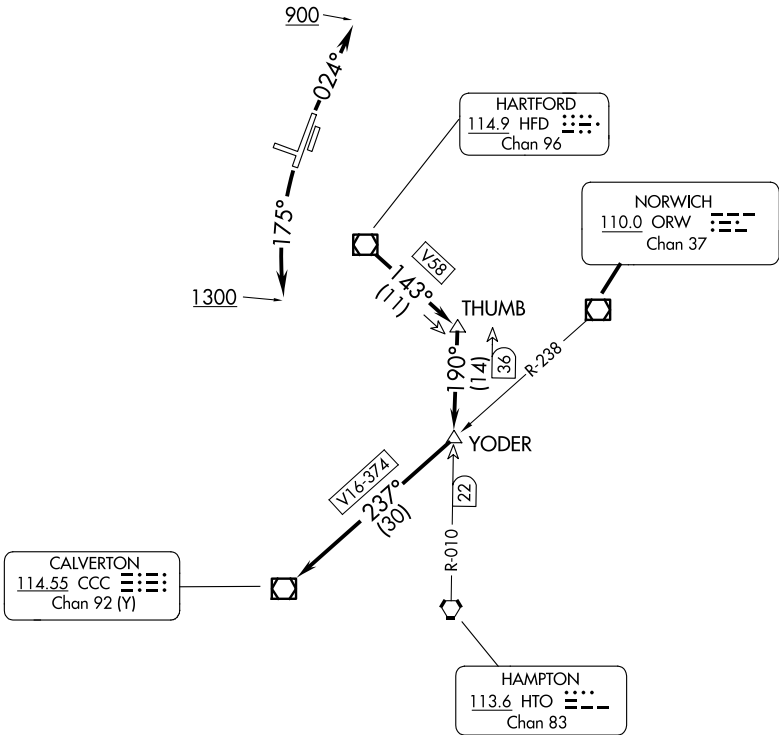 900
024°
175°
1300
HARTFORD
114.9 HFD
Chan 96
NORWICH
110.0 ORW
Chan 37
V58
143°
(11)
THUMB
190°
(14)
36
R-238
YODER
V16-374
237°
(30)
22
R-010
CALVERTON
114.55 CCC
Chan 92 (Y)
HAMPTON
113.6 HTO
Chan 83